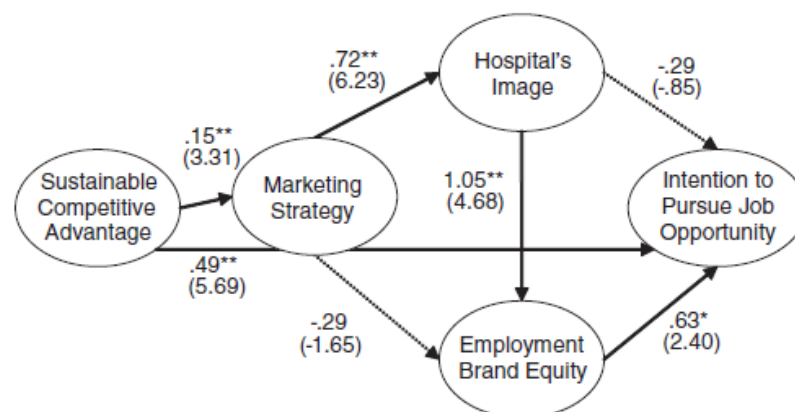 .72**
(6.23)
Hospital's
Image
-.29
(-.85)
.15**
(3.31)
Sustainable
Competitive
Advantage
Marketing
Strategy
1.05**
(4.68)
Intention to
Pursue Job
Opportunity
.49**
(5.69)
-.29
(-1.65)
Employment
Brand Equity
.63*
(2.40)